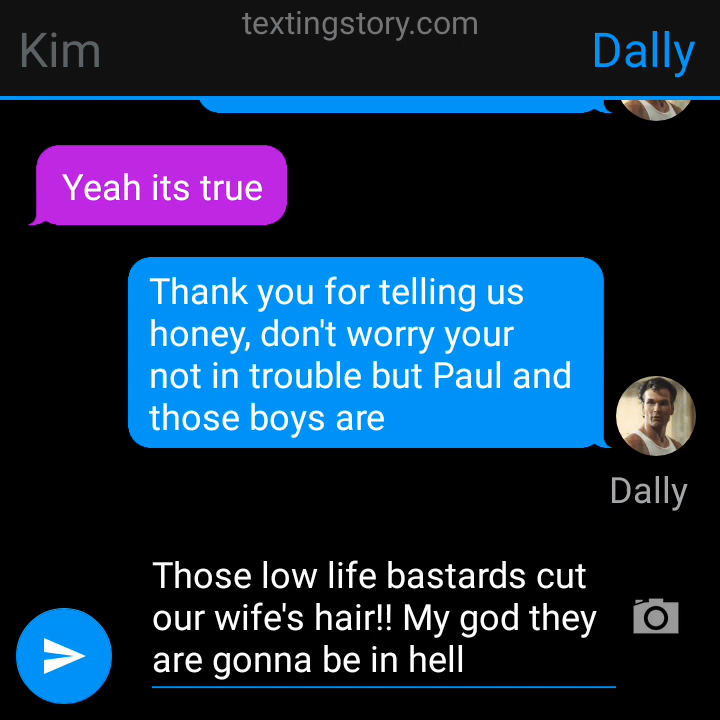 textingstory.com
Kim
Dally
Yeah its true
Thank you for telling us
honey, don't worry your
not in trouble but Paul and
those boys are
Dally
Those low life bastards cut
our wife's hair!! My god they
are gonna be in hell